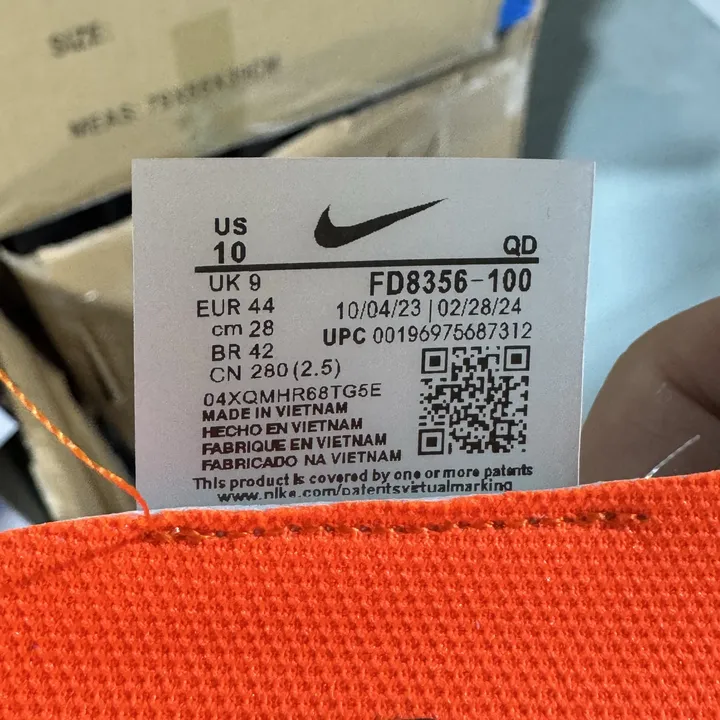 SIZE:
US
10
QD
UK 9
FD8356-100
EUR 44
10/04/23 | 02/28/24
cm 28
UPC 00196975687312
BR 42
CN 280 (2.5)
04XQMHR68TG5E
MADE IN VIETNAM
HECHO EN VIETNAM
FABRIQUE EN VIETNAM
FABRICADO NA VIETNAM
This product is covered by one or more patents
www.nike.com/patentsvirtualmarking